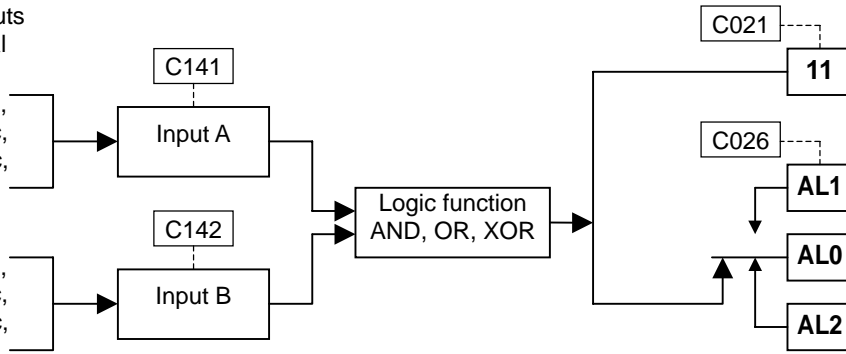 C021
11
C141
Input A
C026
AL1
Logic function
AND, OR, XOR
C142
AL0
Input B
AL2